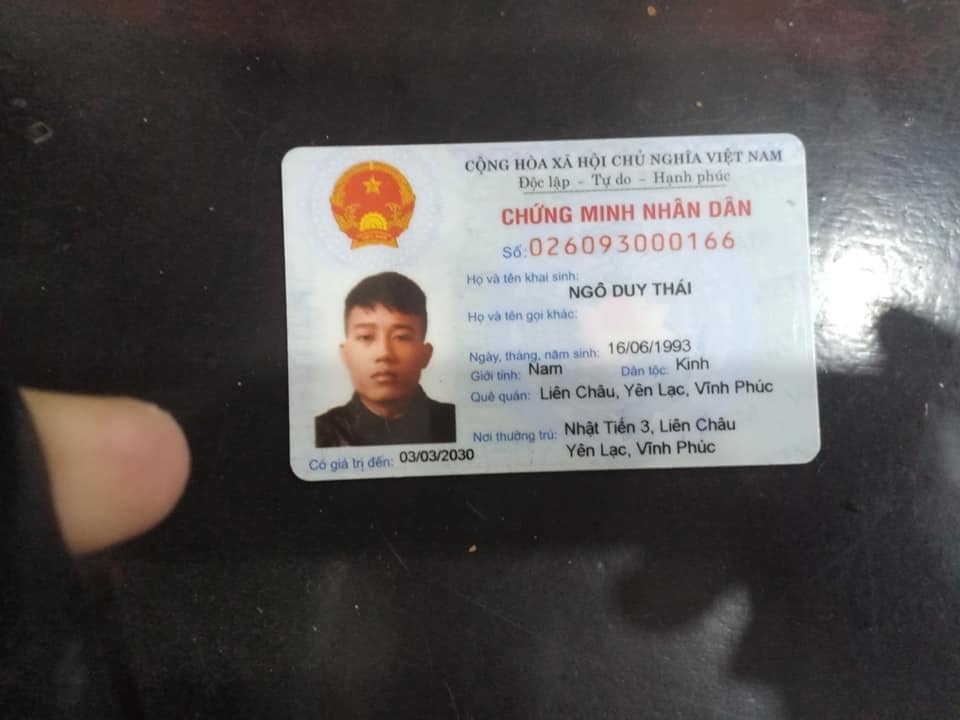 CỘNG HÒA XÃ HỘI CHỦ NGHĨA VIỆT NAM
Độc lập - Tự do - Hạnh phúc
CHỨNG MINH NHÂN DÂN
Số: 026093000166
Họ và tên khai sinh:
NGÔ DUY THÁI
Họ và tên gọi khác:
Ngày, tháng, năm sinh: 16/06/1993
Giới tính: Nam Dân tộc: Kinh
Quê quán: Liên Châu, Yên Lạc, Vĩnh Phúc
Nơi thường trú: Nhật Tiến 3, Liên Châu
Yên Lạc, Vĩnh Phúc
Có giá trị đến: 03/03/2030